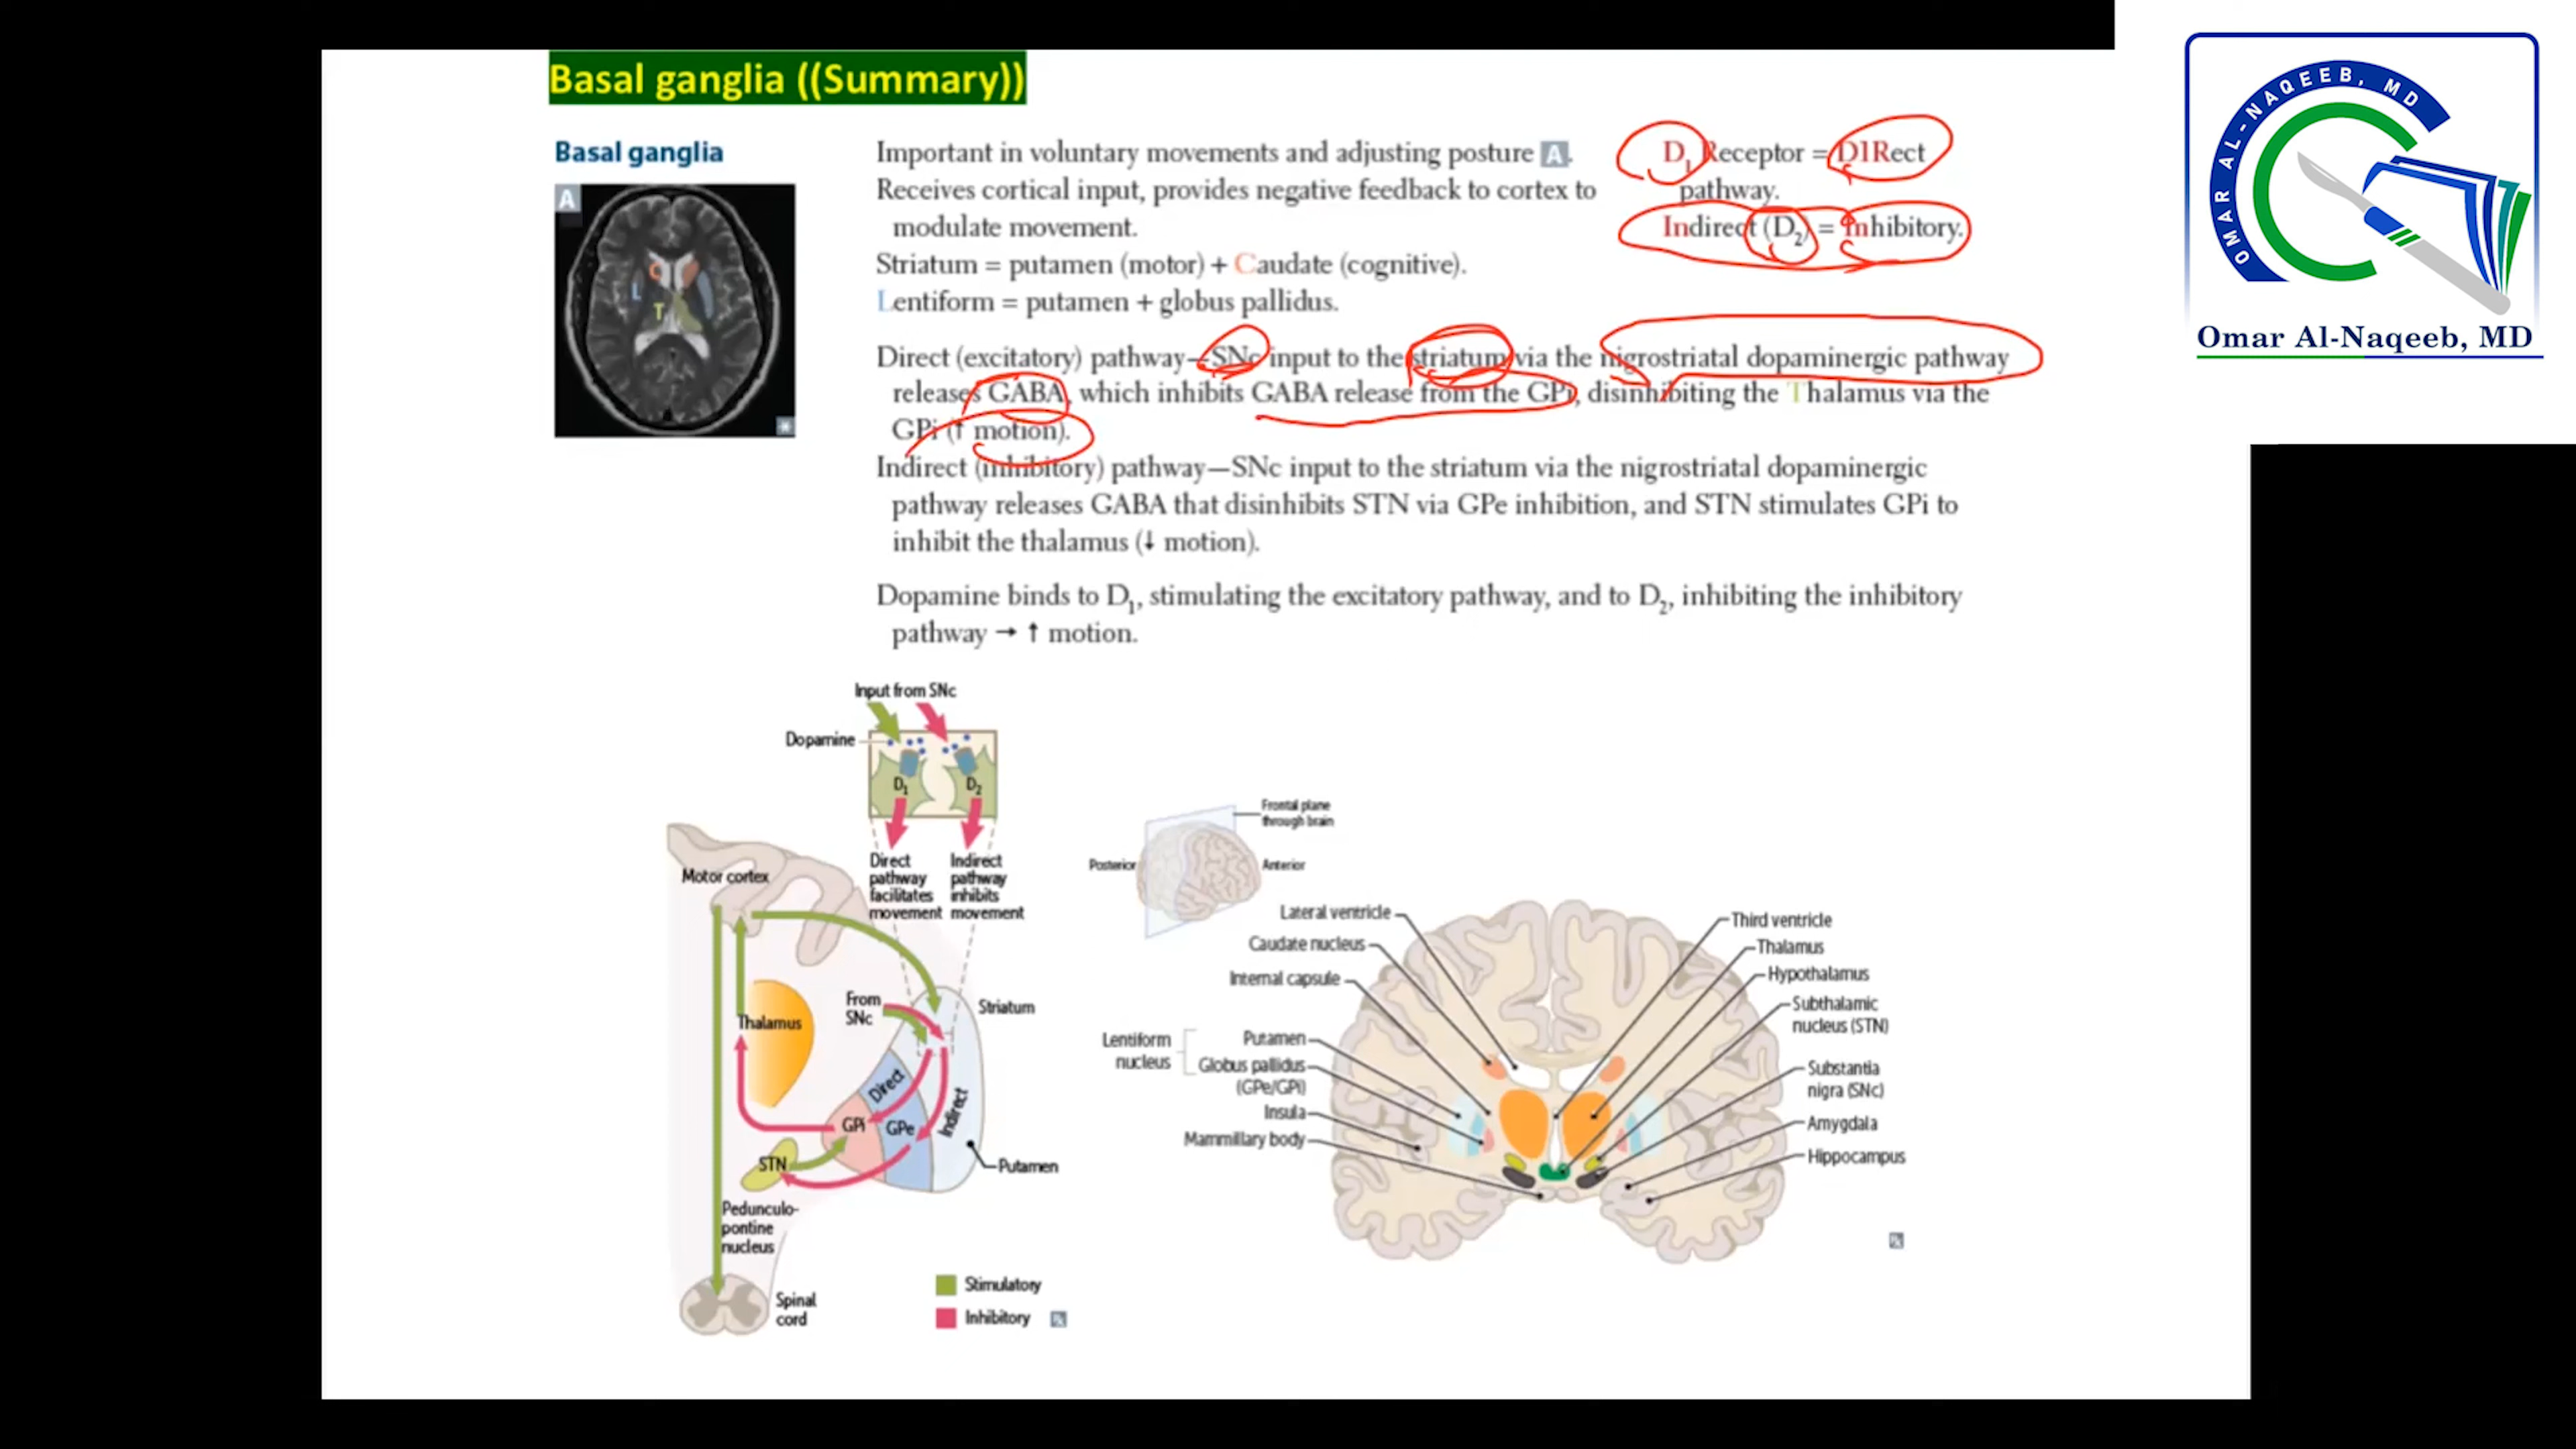 Basal ganglia ((Summary))
OMAR AL-NAQEEB, MD
Omar Al-Naqeeb, MD
Basal ganglia
A
C
L
T
Important in voluntary movements and adjusting posture A.
Receives cortical input, provides negative feedback to cortex to
modulate movement.
Striatum = putamen (motor) + Caudate (cognitive).
Lentiform = putamen + globus pallidus.
D₁ Receptor = D1Rect
pathway.
Indirect (D₂) = Inhibitory.
Direct (excitatory) pathway—SNc input to the striatum via the nigrostriatal dopaminergic pathway
releases GABA, which inhibits GABA release from the GPi, disinhibiting the Thalamus via the
GPi (↑ motion).
Indirect (inhibitory) pathway—SNc input to the striatum via the nigrostriatal dopaminergic
pathway releases GABA that disinhibits STN via GPe inhibition, and STN stimulates GPi to
inhibit the thalamus (↓ motion).
Dopamine binds to D₁, stimulating the excitatory pathway, and to D₂, inhibiting the inhibitory
pathway → ↑ motion.
Input from SNc
Dopamine
D₁
D₂
Direct
pathway
facilitates
movement
Indirect
pathway
inhibits
movement
Motor cortex
Thalamus
From
SNc
Striatum
Direct
Indirect
GPi
GPe
STN
Putamen
Pedunculo-
pontine
nucleus
Spinal
cord
Stimulatory
Inhibitory
Frontal plane
through brain
Posterior
Anterior
Lateral ventricle
Caudate nucleus
Internal capsule
Lentiform
nucleus
Putamen
Globus pallidus
(GPe/GPi)
Insula
Mammillary body
Third ventricle
Thalamus
Hypothalamus
Subthalamic
nucleus (STN)
Substantia
nigra (SNc)
Amygdala
Hippocampus